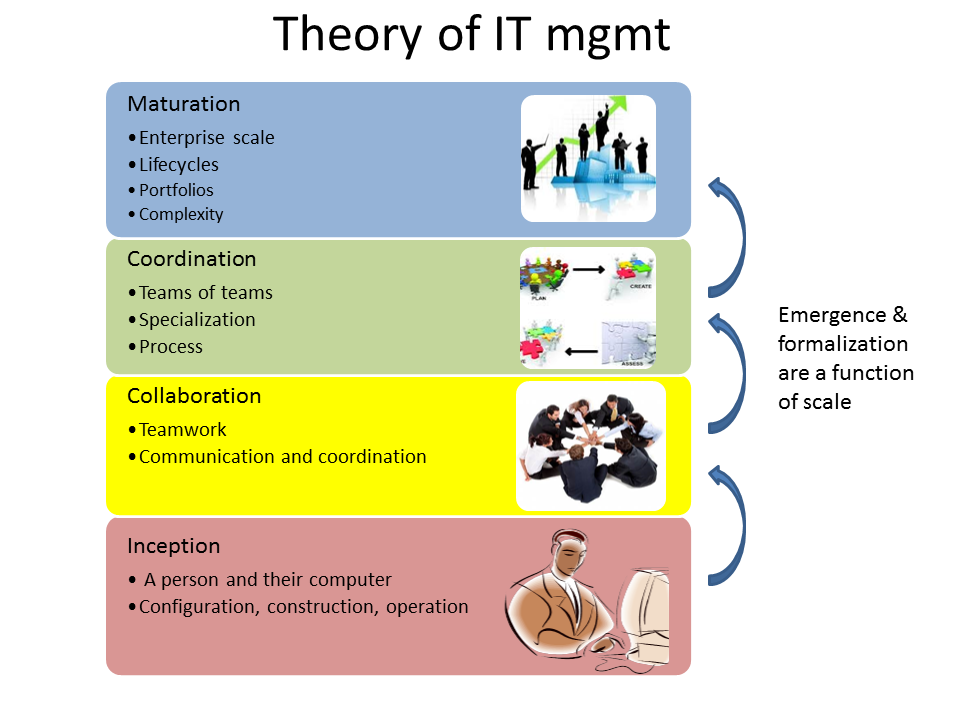 Theory of IT mgmt
Maturation
•Enterprise scale
•Lifecycles
•Portfolios
•Complexity
Coordination
•Teams of teams
•Specialization
•Process
PLAN
CREATE
ASSESS
Collaboration
•Teamwork
•Communication and coordination
Inception
• A person and their computer
•Configuration, construction, operation
Emergence &
formalization
are a function
of scale